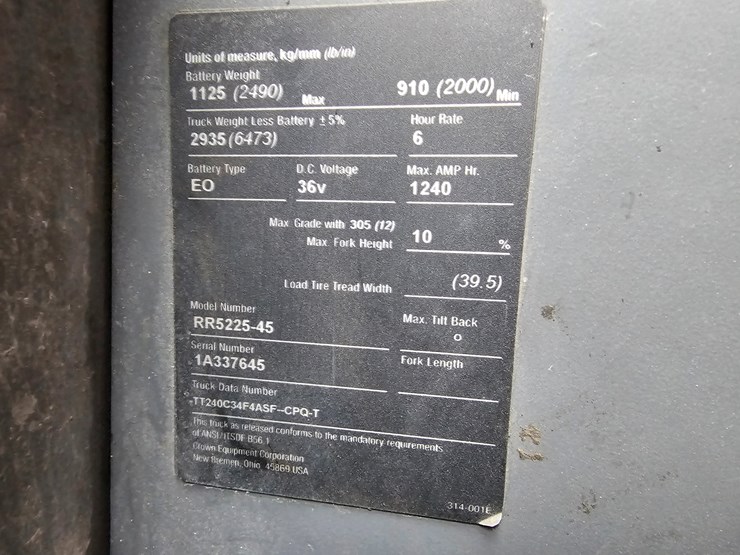 Units of measure, kg/mm (lb/in)
Battery Weight
1125 (2490) Max 910 (2000) Min
Truck Weight Less Battery ± 5% Hour Rate
2935 (6473) 6
Battery Type D.C. Voltage Max. AMP Hr.
EO 36v 1240
Max Grade with 305 (12)
Max Fork Height 10 %
Load Tire Tread Width (39.5)
Model Number
RR5225-45 Max. Tilt Back
o
Serial Number
1A337645 Fork Length
Truck Data Number
TT240C34F4ASF--CPQ-T
This truck as released conforms to the mandatory requirements
of ANSI/ITSDF B56.1
Crown Equipment Corporation
New Bremen, Ohio 45869 USA
314-001E